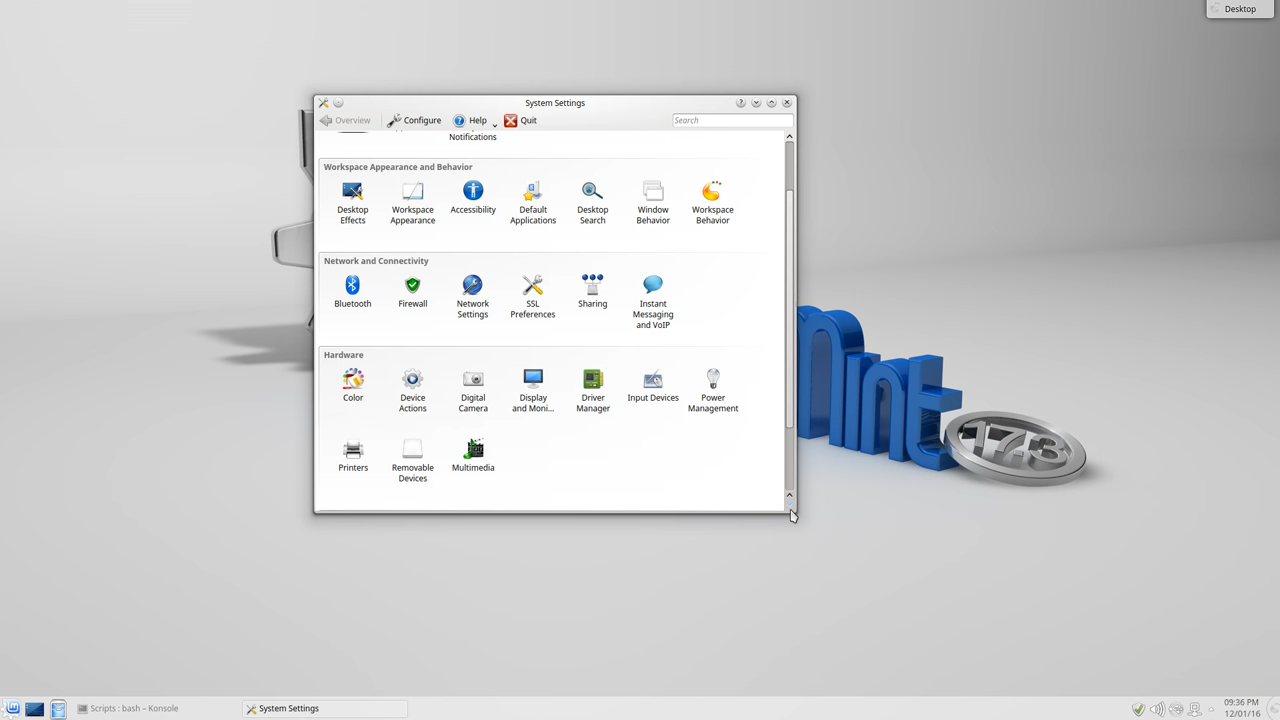 Desktop
System Settings
Overview
Configure
Help
Quit
Search
Notifications
Workspace Appearance and Behavior
Desktop Effects
Workspace Appearance
Accessibility
Default Applications
Desktop Search
Window Behavior
Workspace Behavior
Network and Connectivity
Bluetooth
Firewall
Network Settings
SSL Preferences
Sharing
Instant Messaging and VoIP
Hardware
Color
Device Actions
Digital Camera
Display and Moni...
Driver Manager
Input Devices
Power Management
Printers
Removable Devices
Multimedia
Mint
17.3
Scripts : bash – Konsole
System Settings
09:36 PM
12/01/16